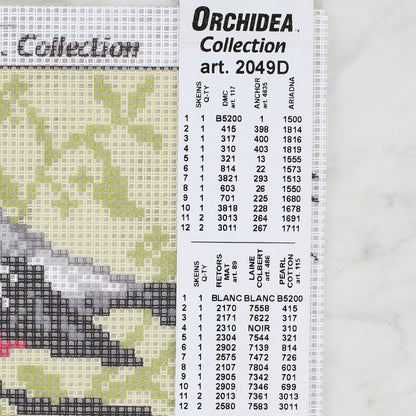 Collection
ORCHIDEA™
Collection
art. 2049D
SKEINS Q-TY DMC art. 117 ANCHOR art. 4635 ARIADNA
1 1 B5200 1 1500
2 1 415 398 1814
3 1 317 400 1816
4 1 310 403 1819
5 1 321 13 1555
6 1 814 22 1573
7 1 3821 293 1513
8 1 603 26 1550
9 1 701 225 1680
10 1 3818 228 1678
11 2 3013 264 1691
12 2 3011 267 1711
SKEINS Q-TY RETORS MAT art. 89 LAINE COLBERT art. 486 PEARL COTTON art. 115
1 1 BLANC BLANC B5200
2 1 2170 7558 415
3 1 2171 7622 317
4 1 2310 NOIR 310
5 1 2304 7544 321
6 1 2902 7139 814
7 1 2575 7472 726
8 1 2107 7804 603
9 1 2905 7342 701
10 1 2909 7346 699
11 2 2013 7361 3013
12 2 2580 7583 3011